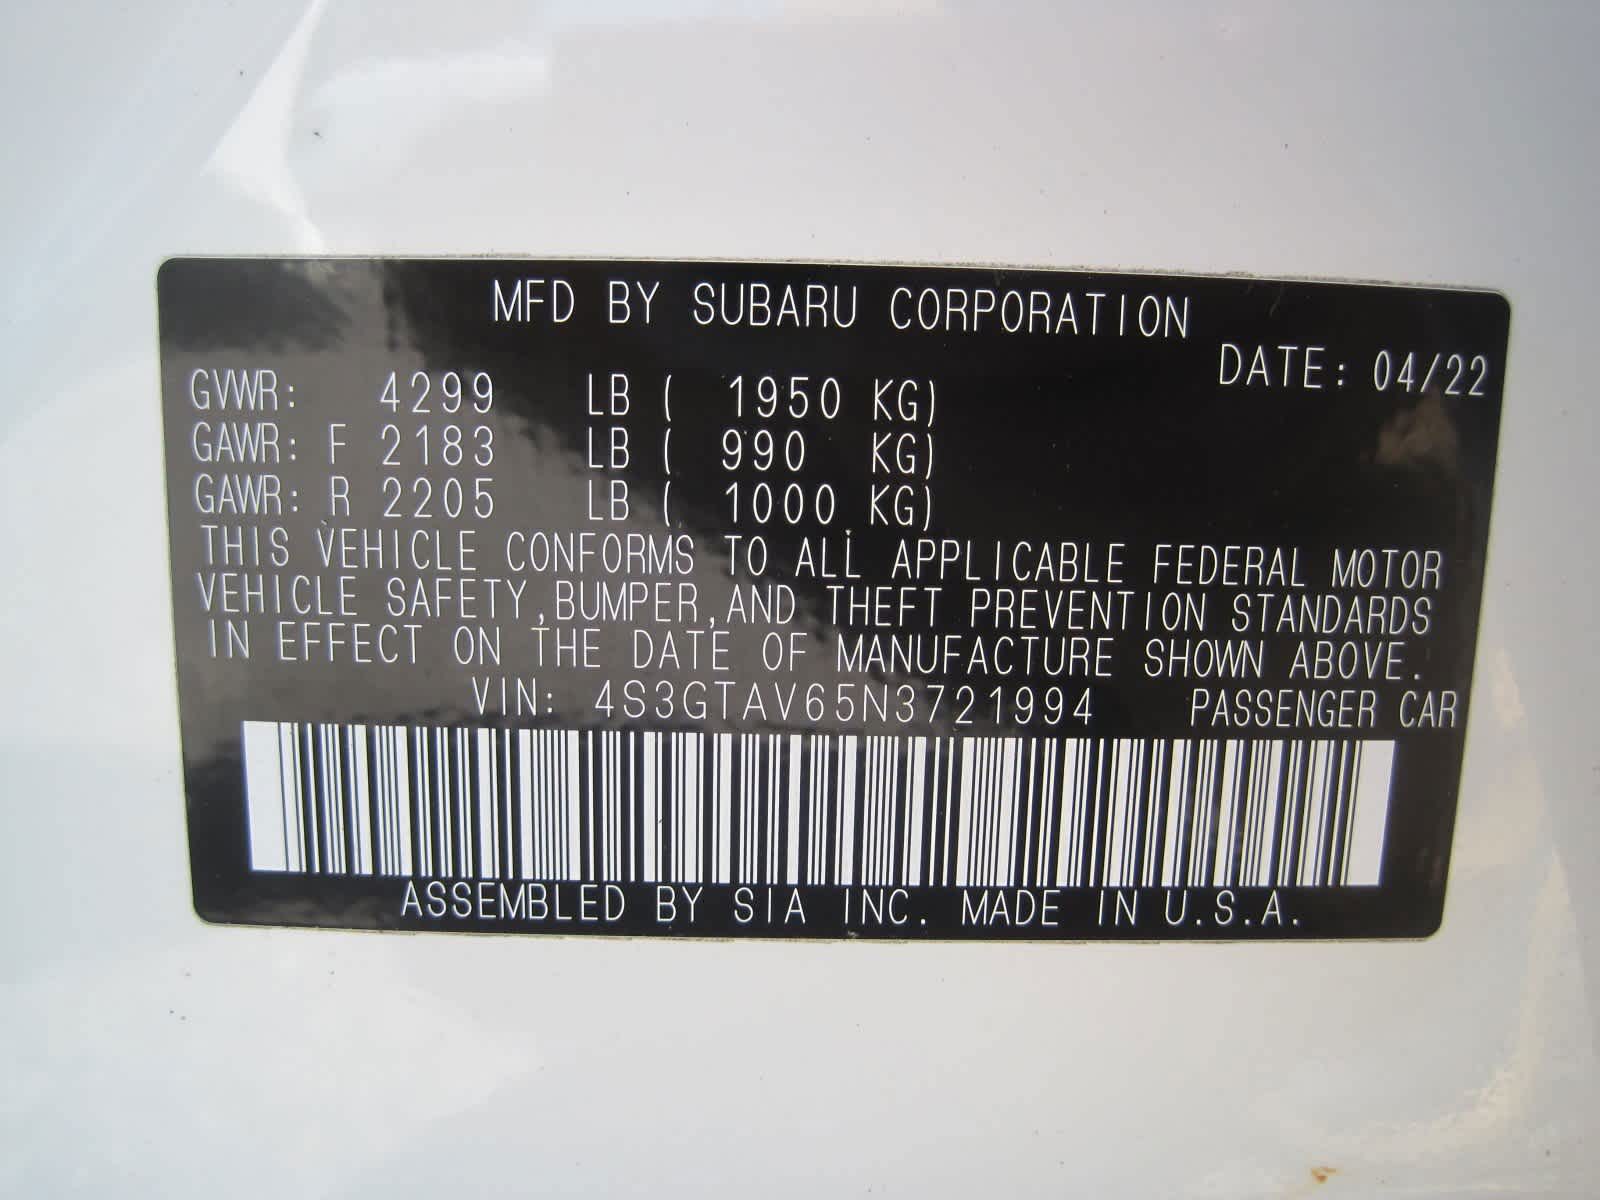 MFD BY SUBARU CORPORATION
DATE: 04/22
GVWR: 4299 LB ( 1950 KG)
GAWR: F 2183 LB ( 990 KG)
GAWR: R 2205 LB ( 1000 KG)
THIS VEHICLE CONFORMS TO ALL APPLICABLE FEDERAL MOTOR
VEHICLE SAFETY,BUMPER,AND THEFT PREVENTION STANDARDS
IN EFFECT ON THE DATE OF MANUFACTURE SHOWN ABOVE.
VIN: 4S3GTAV65N3721994 PASSENGER CAR
ASSEMBLED BY SIA INC. MADE IN U.S.A.